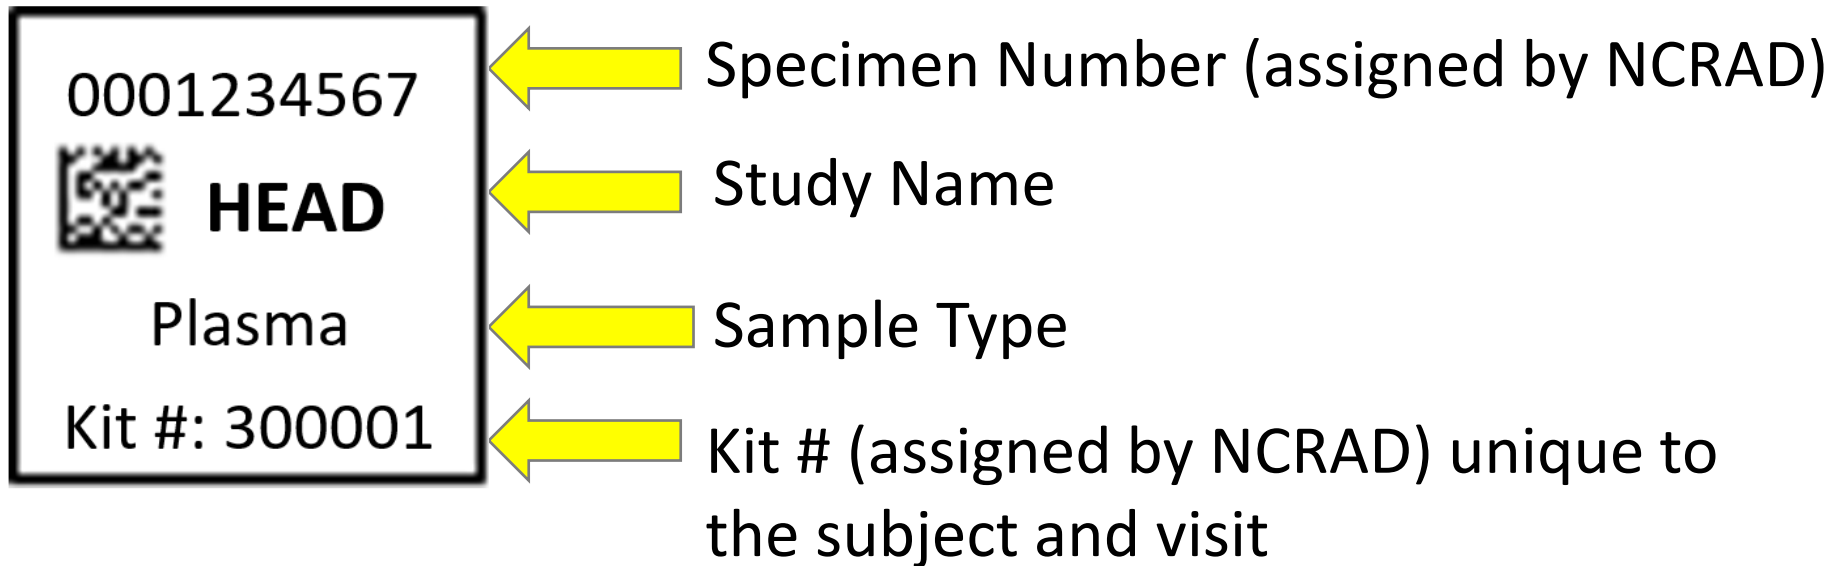 0001234567
HEAD
Plasma
Kit #: 300001
Specimen Number (assigned by NCRAD)
Study Name
Sample Type
Kit # (assigned by NCRAD) unique to
the subject and visit